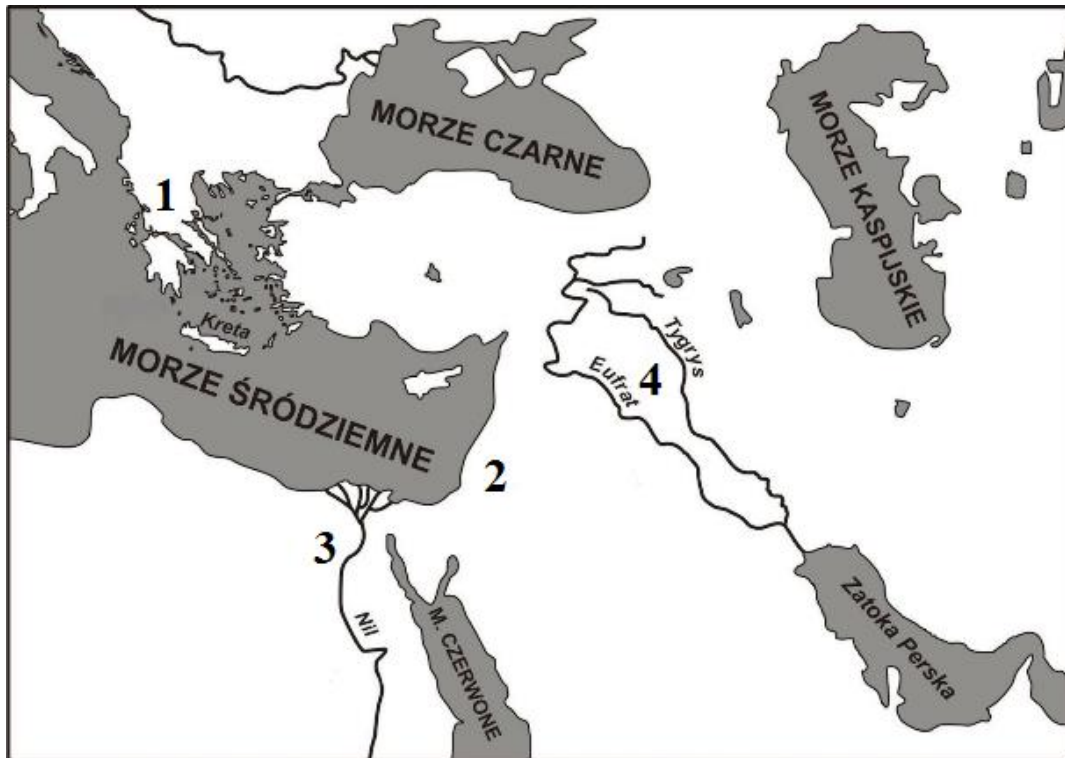 MORZE CZARNE
MORZE KASPIJSKIE
1
Kreta
Tygrys
Eufrat
4
MORZE ŚRÓDZIEMNE
2
3
Nil
M. CZERWONE
Zatoka Perska